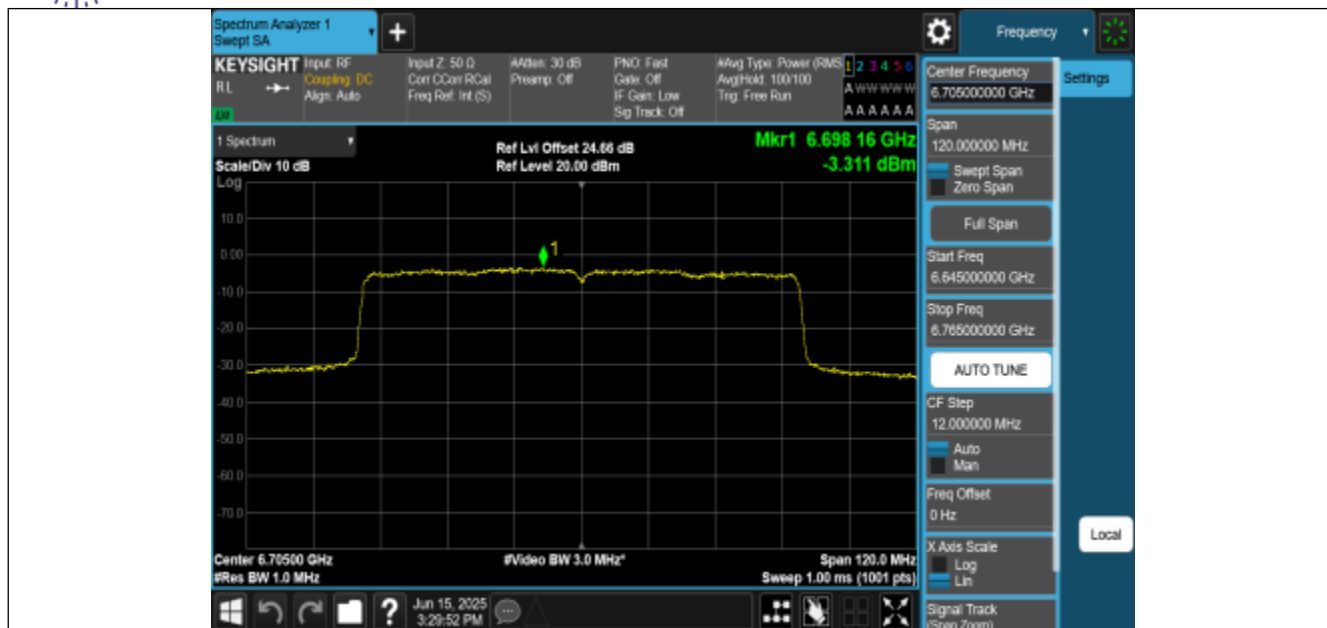 Spectrum Analyzer 1
Swept SA
+
Frequency
KEYSIGHT
RL
Input: RF
Coupling: DC
Align: Auto
Input Z: 50 Ω
Corr CCorr RCal
Freq Ref: Int (S)
#Atten: 30 dB
Preamp: Off
PNO: Fast
Gate: Off
IF Gain: Low
Sig Track: Off
#Avg Type: Power (RMS
Avg|Hold: 100/100
Trig: Free Run
1 2 3 4 5 6
A W W W W W
A A A A A A
1 Spectrum
Scale/Div 10 dB
Log
Ref Lvl Offset 24.66 dB
Ref Level 20.00 dBm
Mkr1 6.698 16 GHz
-3.311 dBm
10.0
0.00
-10.0
-20.0
-30.0
-40.0
-50.0
-60.0
-70.0
1
Center 6.70500 GHz
#Res BW 1.0 MHz
#Video BW 3.0 MHz*
Span 120.0 MHz
Sweep 1.00 ms (1001 pts)
Center Frequency
6.705000000 GHz
Settings
Span
120.000000 MHz
Swept Span
Zero Span
Full Span
Start Freq
6.645000000 GHz
Stop Freq
6.765000000 GHz
AUTO TUNE
CF Step
12.000000 MHz
Auto
Man
Freq Offset
0 Hz
X Axis Scale
Log
Lin
Local
Signal Track
(Span Zoom)
?
Jun 15, 2025
3:29:52 PM